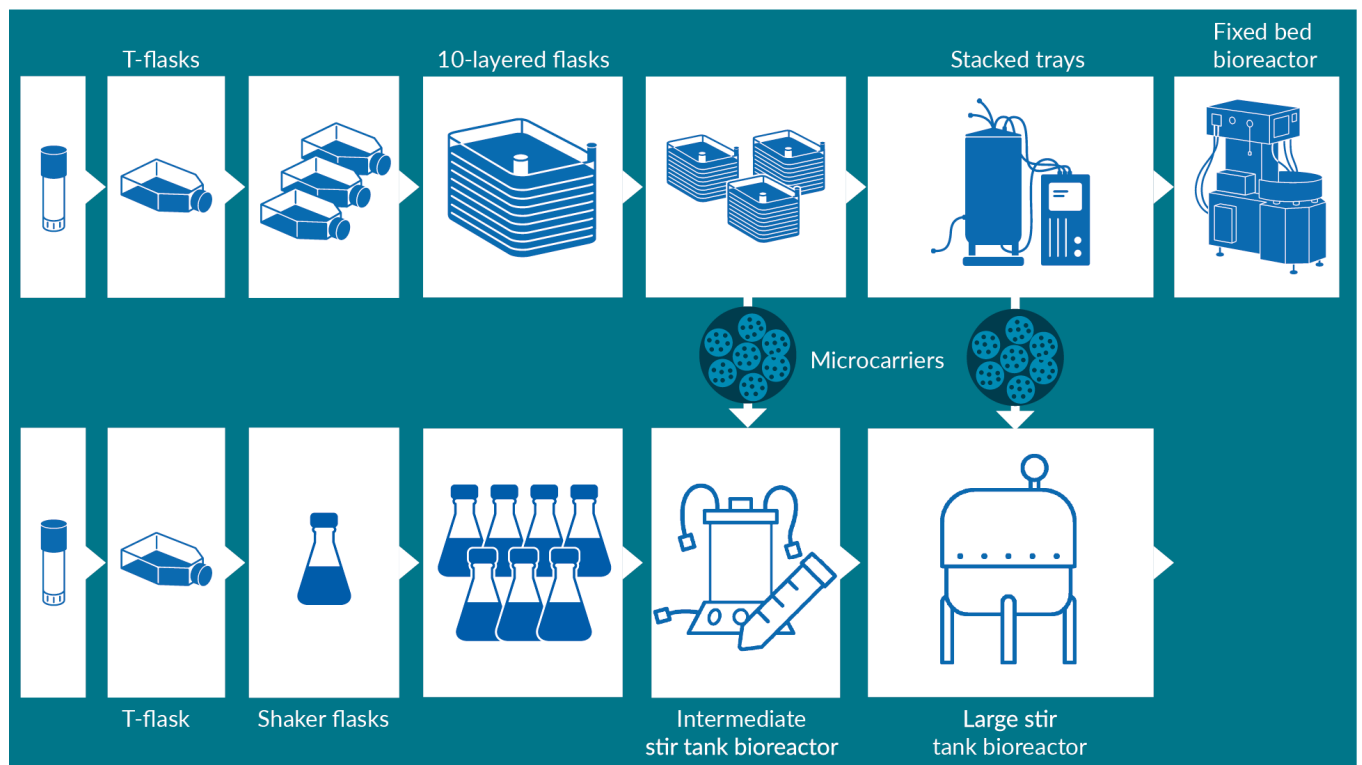 T-flasks
10-layered flasks
Stacked trays
Fixed bed
bioreactor
Microcarriers
T-flask
Shaker flasks
Intermediate
stir tank bioreactor
Large stir
tank bioreactor